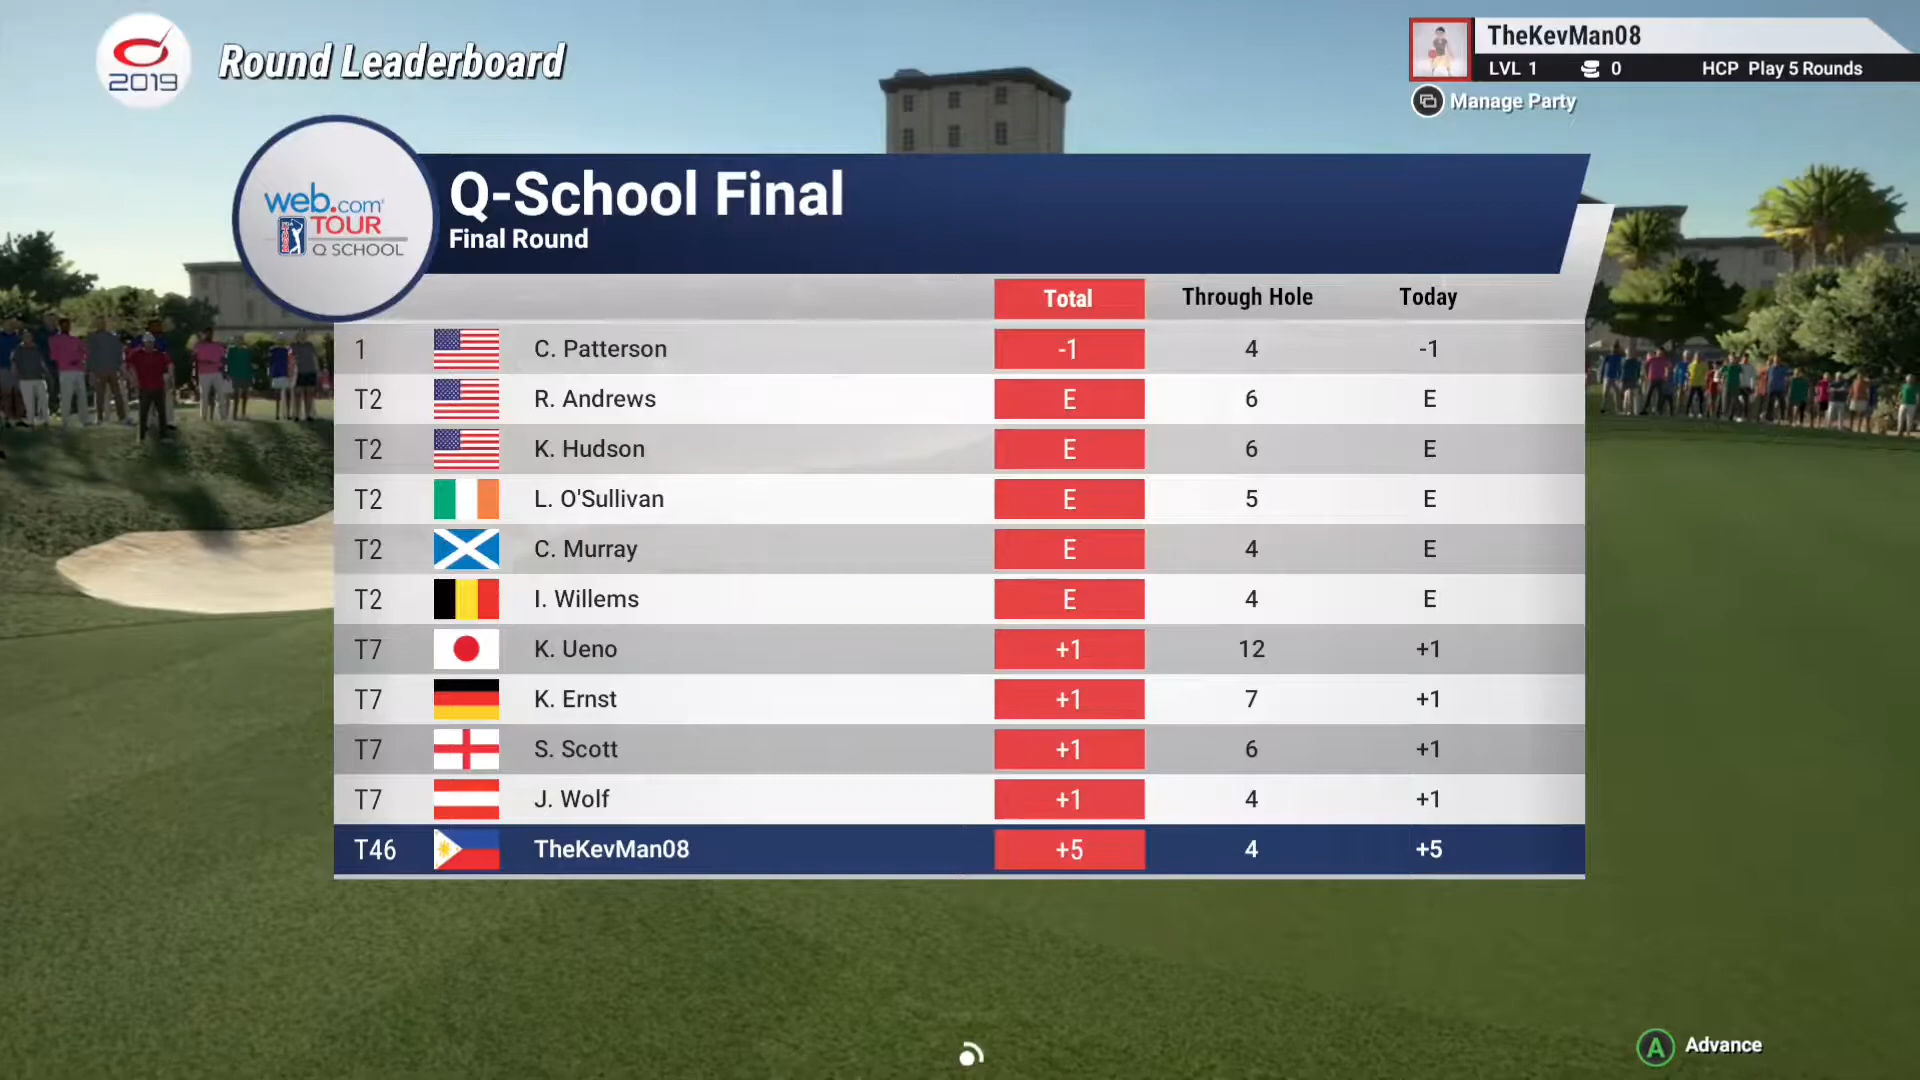 2019
Round Leaderboard
TheKevMan08
LVL 1 0 HCP Play 5 Rounds
Manage Party
web.com
TOUR
Q SCHOOL
Q-School Final
Final Round
Total Through Hole Today
1 C. Patterson -1 4 -1
T2 R. Andrews E 6 E
T2 K. Hudson E 6 E
T2 L. O'Sullivan E 5 E
T2 C. Murray E 4 E
T2 I. Willems E 4 E
T7 K. Ueno +1 12 +1
T7 K. Ernst +1 7 +1
T7 S. Scott +1 6 +1
T7 J. Wolf +1 4 +1
T46 TheKevMan08 +5 4 +5
A Advance